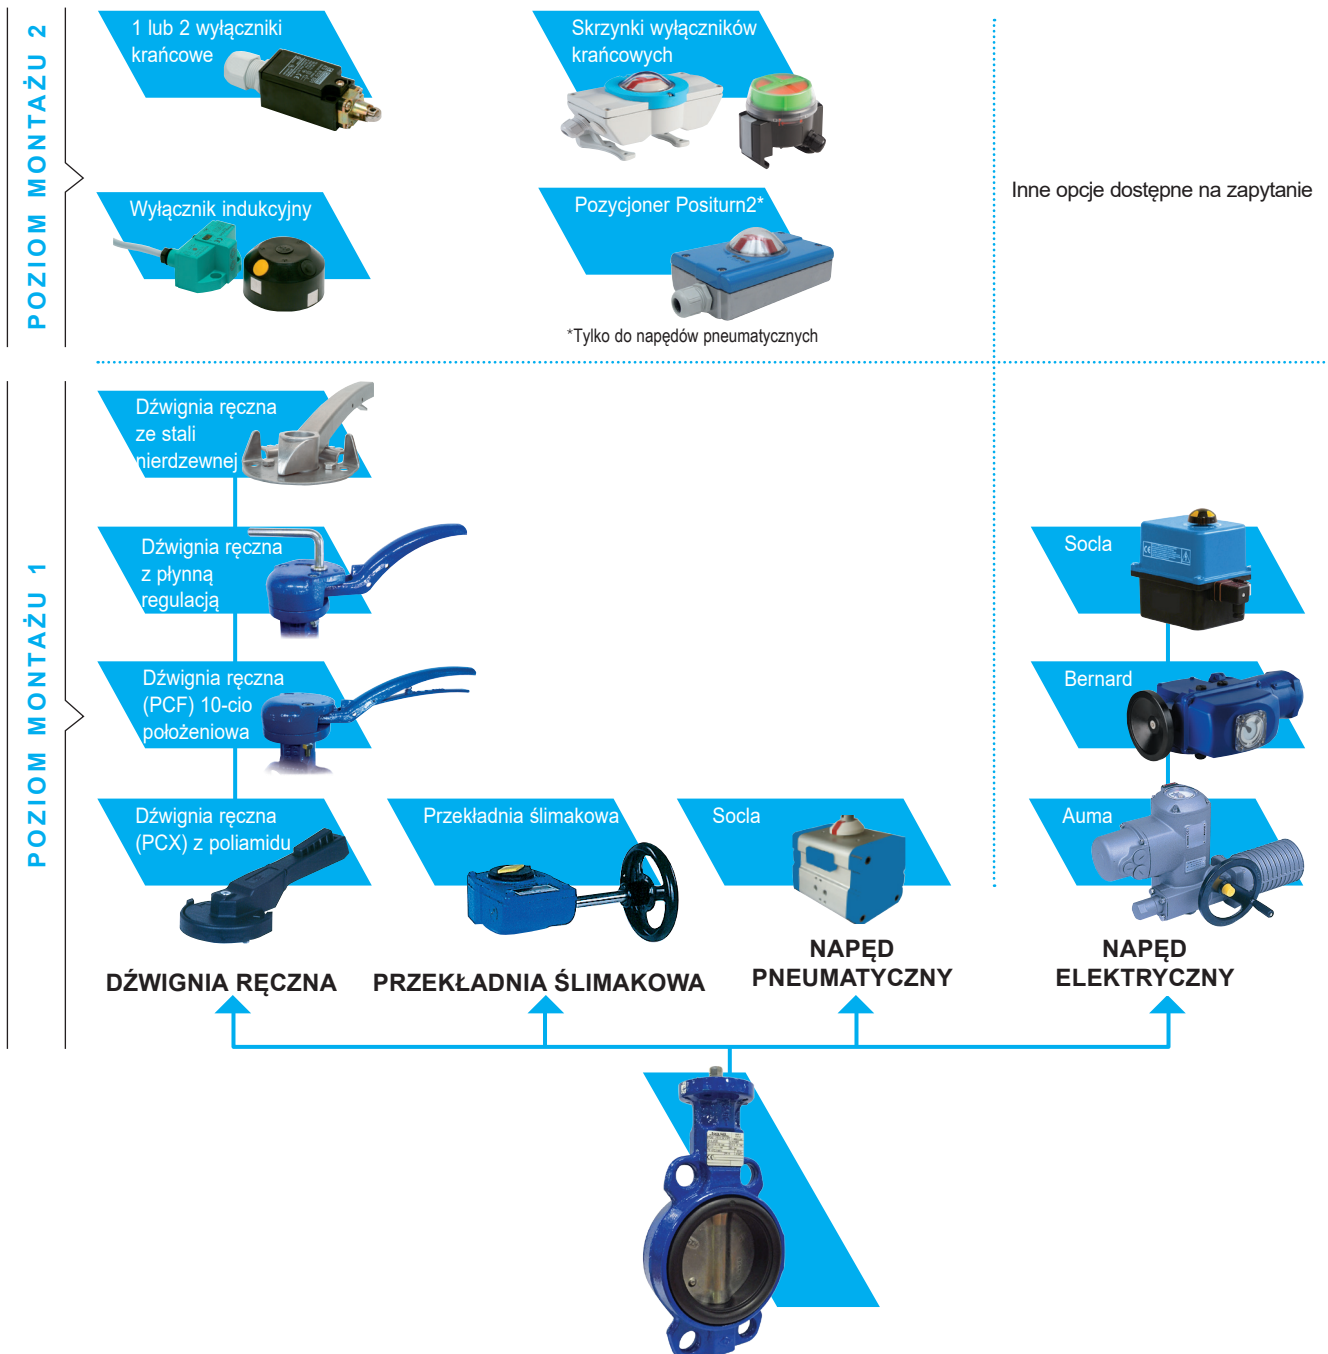 POZIOM MONTAŻU 2
1 lub 2 wyłączniki
krańcowe
Skrzynki wyłączników
krańcowych
Wyłącznik indukcyjny
Pozycjoner Positurn2*
*Tylko do napędów pneumatycznych
Inne opcje dostępne na zapytanie
POZIOM MONTAŻU 1
Dźwignia ręczna
ze stali
nierdzewnej
Dźwignia ręczna
z płynną
regulacją
Dźwignia ręczna
(PCF) 10-cio
położeniowa
Dźwignia ręczna
(PCX) z poliamidu
Przekładnia ślimakowa
Socla
Socla
Bernard
Auma
DŹWIGNIA RĘCZNA
PRZEKŁADNIA ŚLIMAKOWA
NAPĘD
PNEUMATYCZNY
NAPĘD
ELEKTRYCZNY